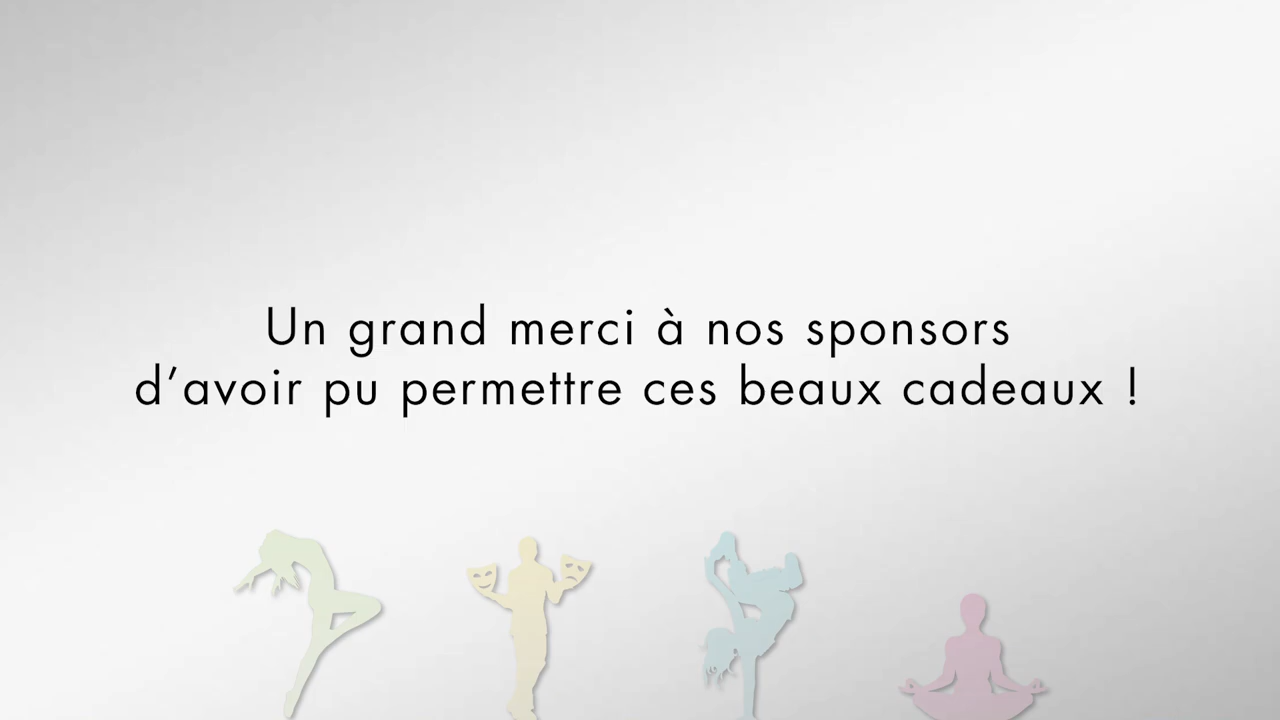 Un grand merci à nos sponsors
d’avoir pu permettre ces beaux cadeaux !